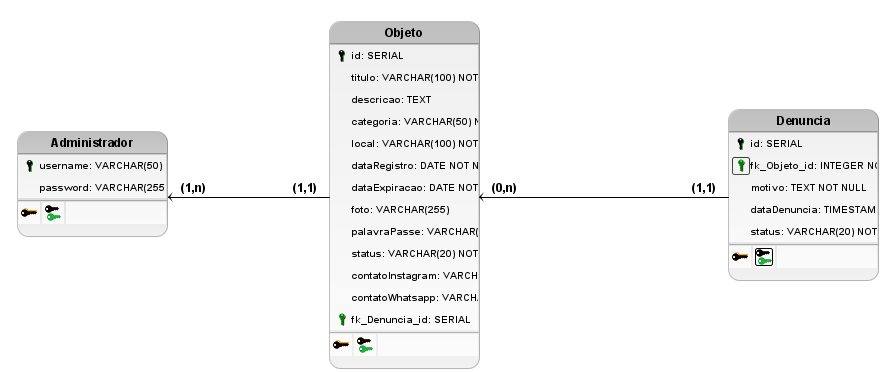 Administrador
username: VARCHAR(50)
password: VARCHAR(255
(1,n)
(1,1)
Objeto
id: SERIAL
titulo: VARCHAR(100) NOT
descricao: TEXT
categoria: VARCHAR(50) N
local: VARCHAR(100) NOT
dataRegistro: DATE NOT N
dataExpiracao: DATE NOT
foto: VARCHAR(255)
palavraPasse: VARCHAR(
status: VARCHAR(20) NOT
contatoInstagram: VARCH
contatoWhatsapp: VARCH
fk_Denuncia_id: SERIAL
(0,n)
(1,1)
Denuncia
id: SERIAL
fk_Objeto_id: INTEGER NO
motivo: TEXT NOT NULL
dataDenuncia: TIMESTAM
status: VARCHAR(20) NOT